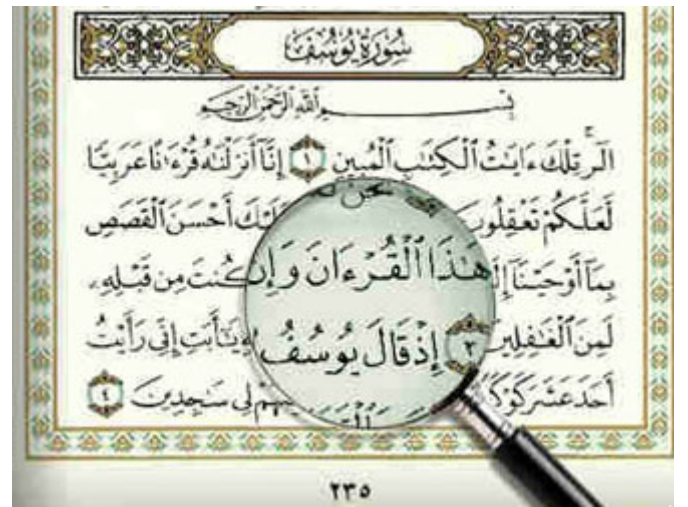 سُورَةُ يُوسُفَ
بِسْمِ ٱللَّهِ ٱلرَّحْمَٰنِ ٱلرَّحِيمِ
الٓر تِلْكَ ءَايَٰتُ ٱلْكِتَٰبِ ٱلْمُبِينِ ١ إِنَّآ أَنزَلْنَٰهُ قُرْءَٰنًا عَرَبِيًّا
لَّعَلَّكُمْ تَعْقِلُونَ نَحْنُ عَلَيْكَ أَحْسَنَ ٱلْقَصَصِ
بِمَآ أَوْحَيْنَآ هَٰذَا ٱلْقُرْءَانَ وَإِن كُنتَ مِن قَبْلِهِۦ
لَمِنَ ٱلْغَٰفِلِينَ ٣ إِذْ قَالَ يُوسُفُ يَٰٓأَبَتِ إِنِّى رَأَيْتُ
أَحَدَ عَشَرَ كَوْكَبًا لِى سَٰجِدِينَ ٤
٢٣٥